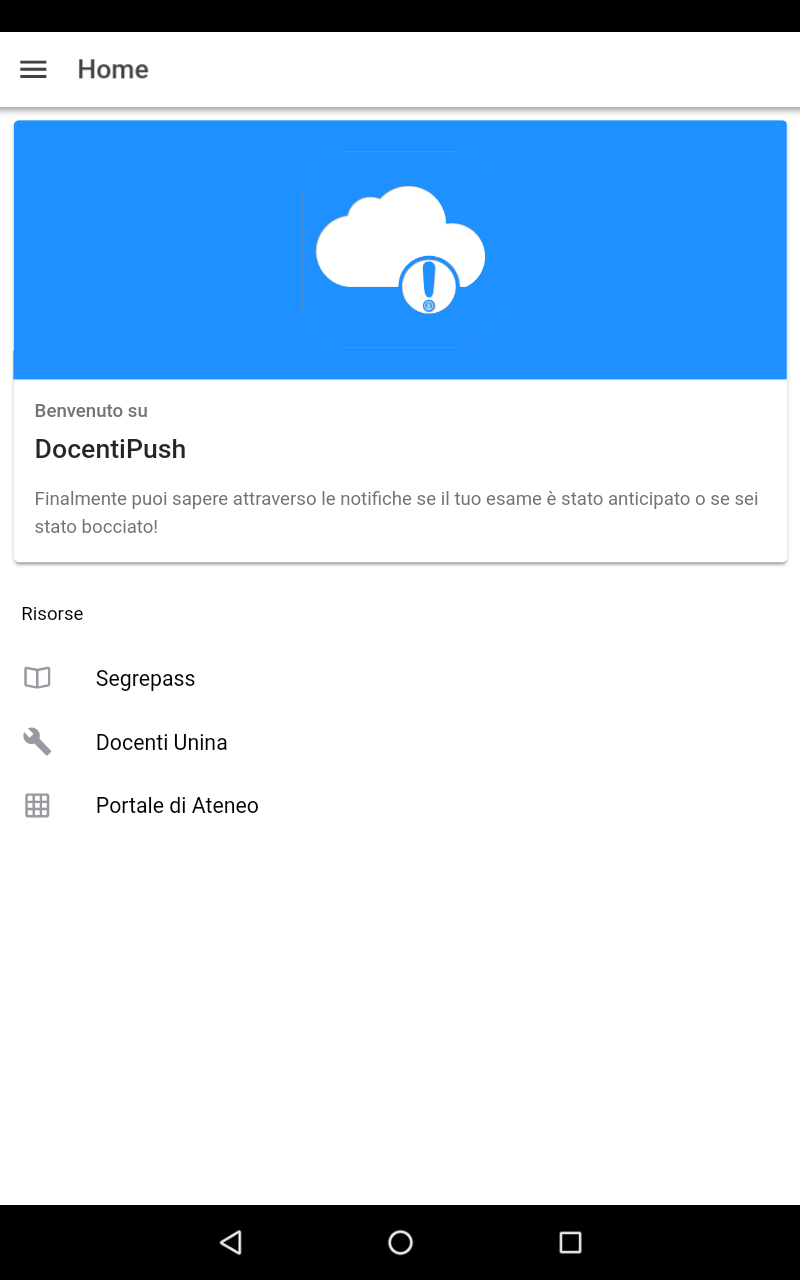 Home
Benvenuto su
DocentiPush
Finalmente puoi sapere attraverso le notifiche se il tuo esame è stato anticipato o se sei
stato bocciato!
Risorse
Segrepass
Docenti Unina
Portale di Ateneo